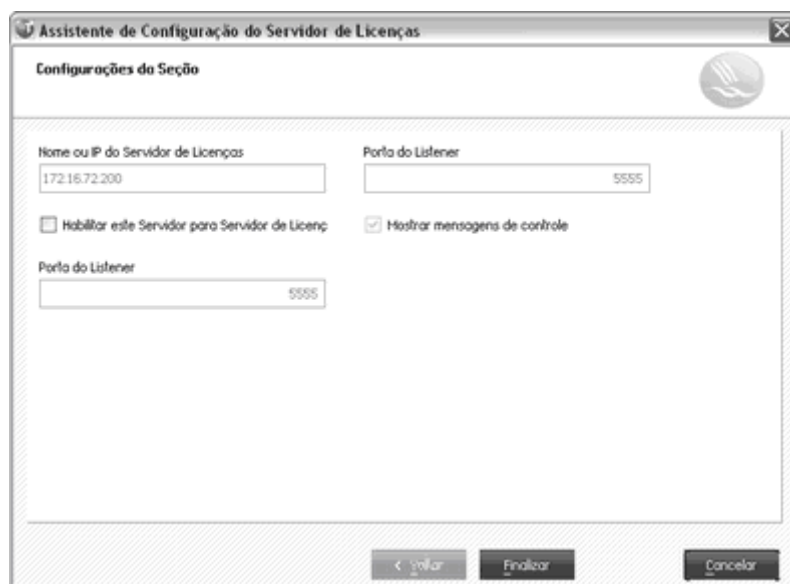 Assistente de Configuração do Servidor de Licenças
Configurações da Seção
Nome ou IP do Servidor de Licenças
Porta do Listener
172.16.72.200
5555
Habilitar este Servidor para Servidor de Licenç
Mostrar mensagens de controle
Porta do Listener
5555
< Voltar
Finalizar
Cancelar